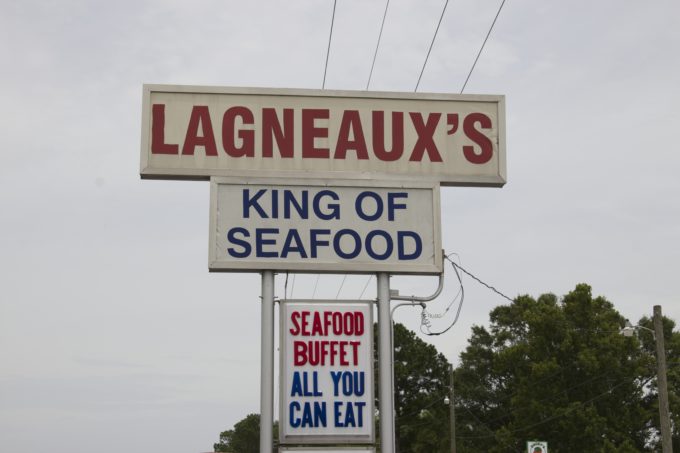 LAGNEAUX'S
KING OF
SEAFOOD
SEAFOOD
BUFFET
ALL YOU
CAN EAT